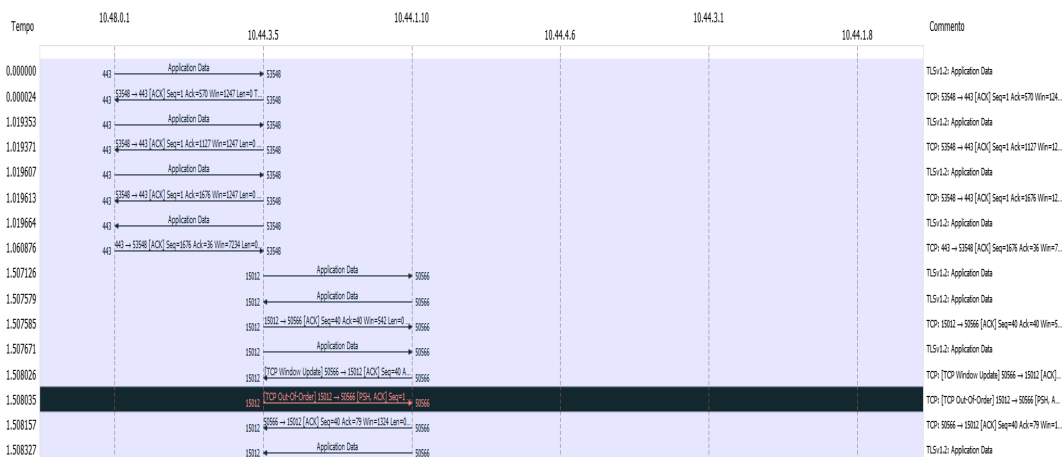 Tempo 10.48.0.1 10.44.1.10 10.44.3.1 Commento
10.44.3.5 10.44.4.6 10.44.1.8
0.000000 443 Application Data 53548 TLSv1.2: Application Data
0.000024 443 53548 → 443 [ACK] Seq=1 Ack=570 Win=1247 Len=0 T... 53548 TCP: 53548 → 443 [ACK] Seq=1 Ack=570 Win=124...
1.019353 443 Application Data 53548 TLSv1.2: Application Data
1.019371 443 53548 → 443 [ACK] Seq=1 Ack=1127 Win=1247 Len=0 ... 53548 TCP: 53548 → 443 [ACK] Seq=1 Ack=1127 Win=12...
1.019607 443 Application Data 53548 TLSv1.2: Application Data
1.019613 443 53548 → 443 [ACK] Seq=1 Ack=1676 Win=1247 Len=0 ... 53548 TCP: 53548 → 443 [ACK] Seq=1 Ack=1676 Win=12...
1.019664 443 Application Data 53548 TLSv1.2: Application Data
1.060876 443 443 → 53548 [ACK] Seq=1676 Ack=36 Win=7234 Len=0... 53548 TCP: 443 → 53548 [ACK] Seq=1676 Ack=36 Win=7...
1.507126 15012 Application Data 50566 TLSv1.2: Application Data
1.507579 15012 Application Data 50566 TLSv1.2: Application Data
1.507585 15012 15012 → 50566 [ACK] Seq=40 Ack=40 Win=542 Len=0 ... 50566 TCP: 15012 → 50566 [ACK] Seq=40 Ack=40 Win=5...
1.507671 15012 Application Data 50566 TLSv1.2: Application Data
1.508026 15012 [TCP Window Update] 50566 → 15012 [ACK] Seq=40 A... 50566 TCP: [TCP Window Update] 50566 → 15012 [ACK]...
1.508035 15012 [TCP Out-Of-Order] 15012 → 50566 [PSH, ACK] Seq=1 ... 50566 TCP: [TCP Out-Of-Order] 15012 → 50566 [PSH, A...
1.508157 15012 50566 → 15012 [ACK] Seq=40 Ack=79 Win=1324 Len=0... 50566 TCP: 50566 → 15012 [ACK] Seq=40 Ack=79 Win=1...
1.508327 15012 Application Data 50566 TLSv1.2: Application Data